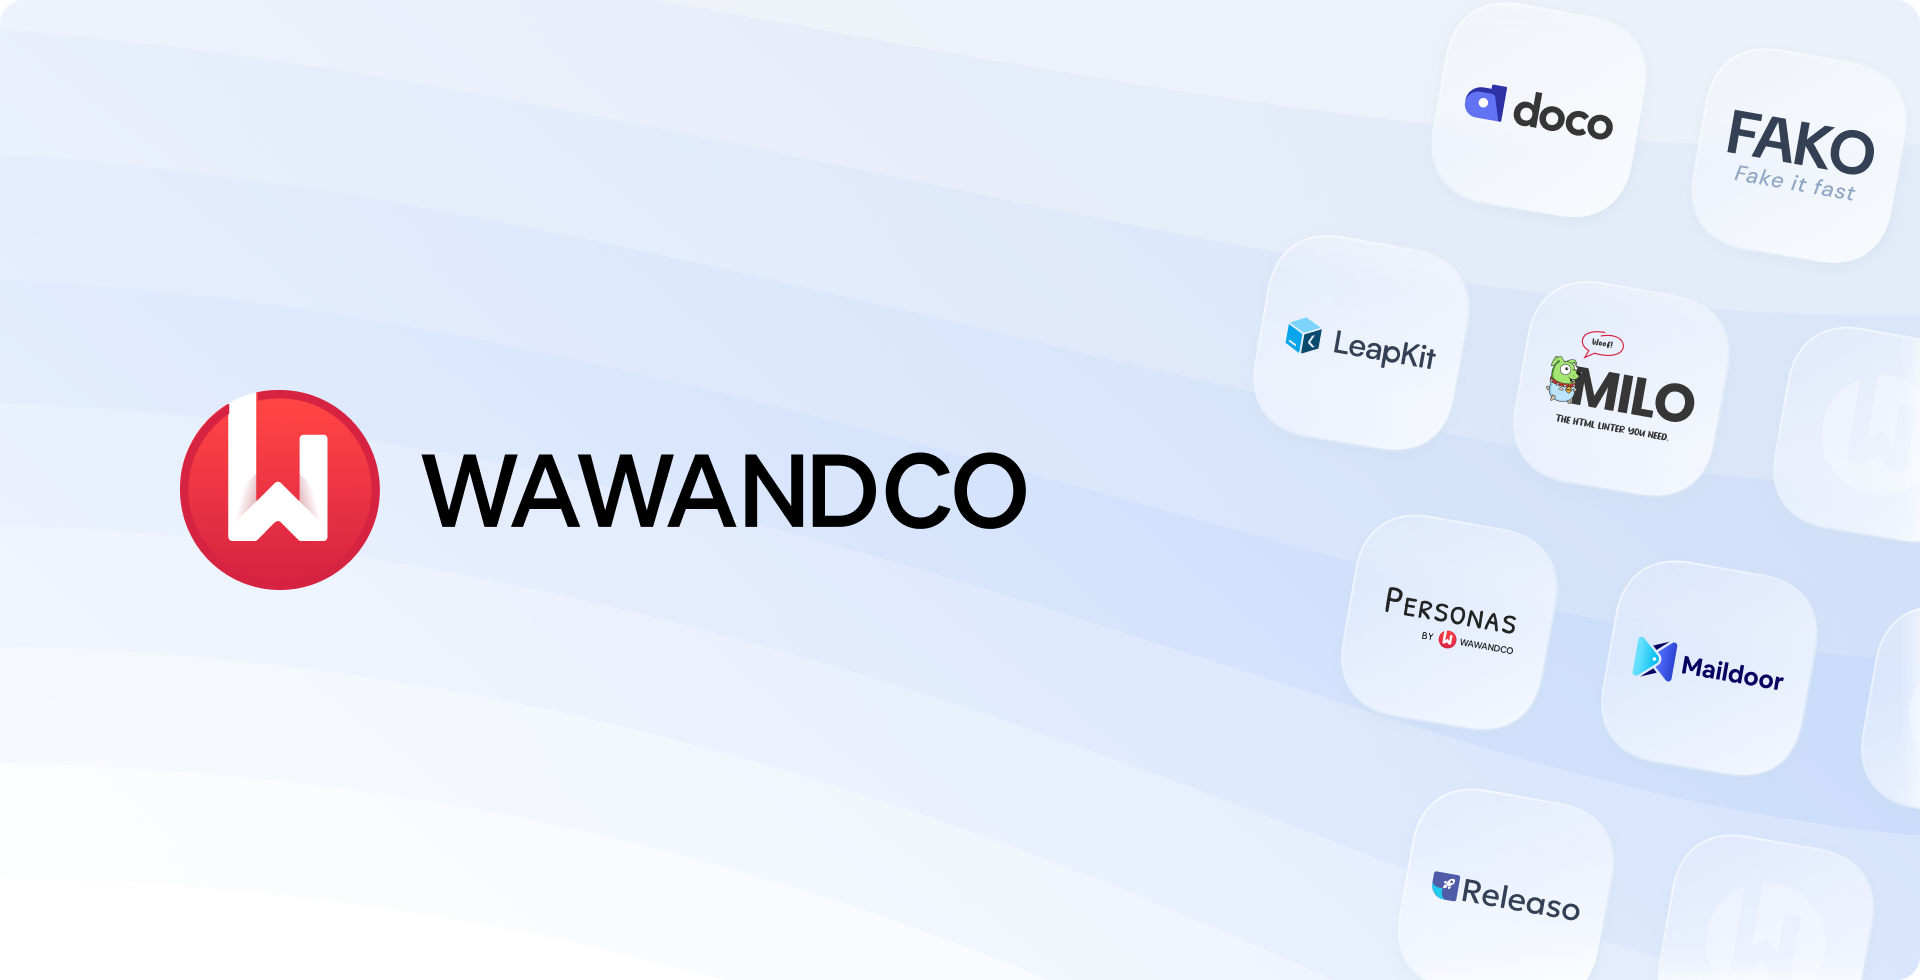 WAWANDCO
doco
FAKO
Fake it fast
LeapKit
Woof!
MILO
THE HTML LINTER YOU NEED.
PERSONAS
BY WAWANDCO
Maildoor
Releaso